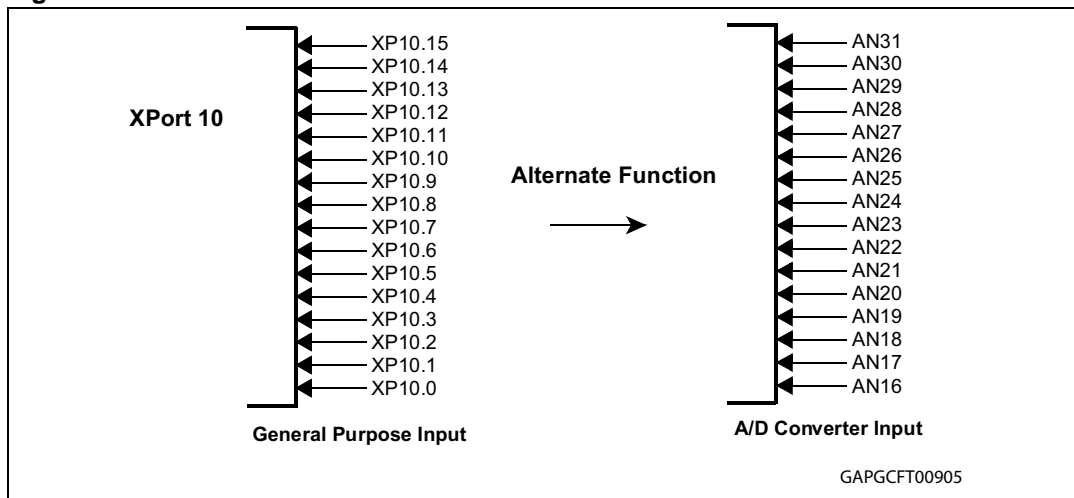 XPort 10
XP10.15
XP10.14
XP10.13
XP10.12
XP10.11
XP10.10
XP10.9
XP10.8
XP10.7
XP10.6
XP10.5
XP10.4
XP10.3
XP10.2
XP10.1
XP10.0
General Purpose Input
Alternate Function
AN31
AN30
AN29
AN28
AN27
AN26
AN25
AN24
AN23
AN22
AN21
AN20
AN19
AN18
AN17
AN16
A/D Converter Input
GAPGCFT00905